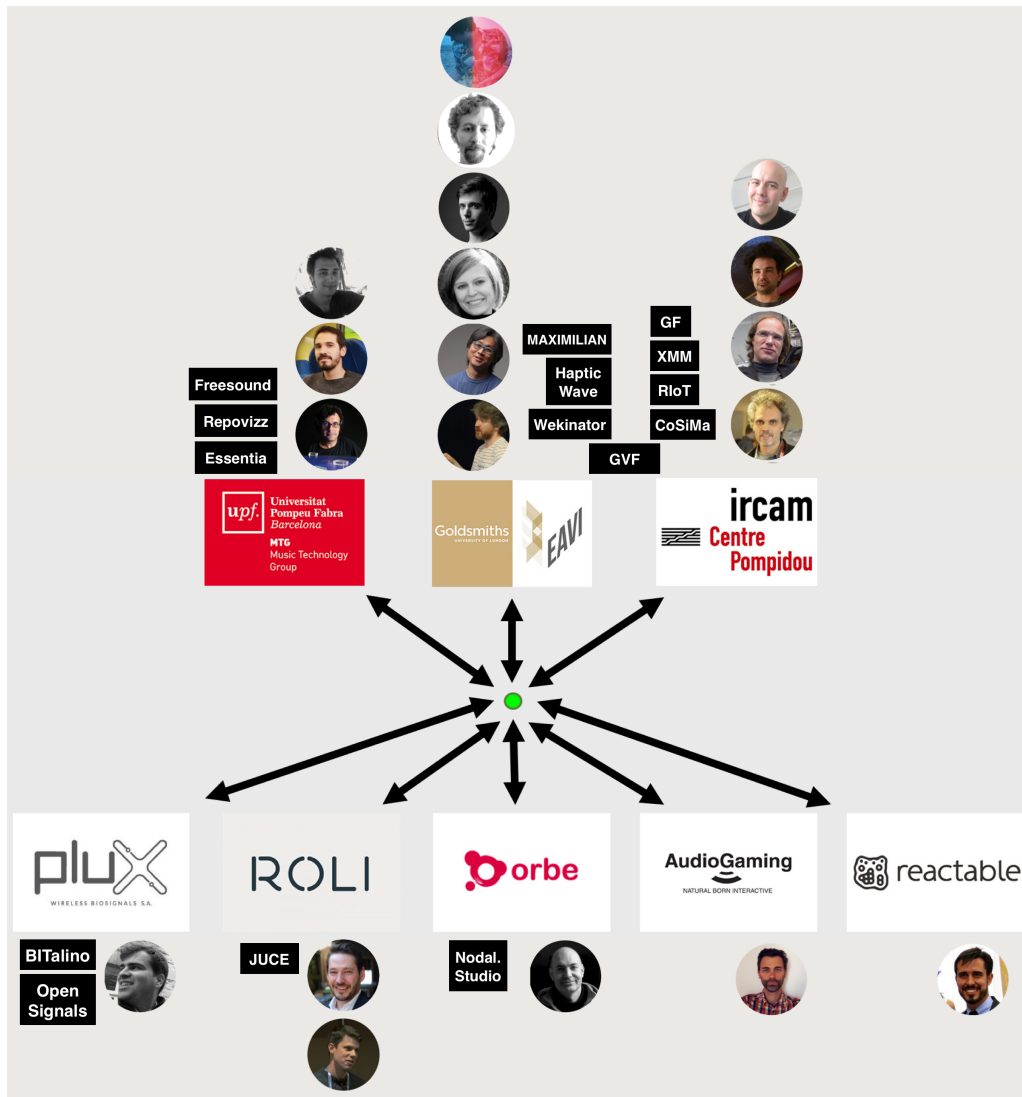 GF
MAXIMILIAN
XMM
Haptic
Wave
Freesound
RIoT
Repovizz
Wekinator
CoSiMa
Essentia
GVF
upf.
Universitat
Pompeu Fabra
Barcelona
MTG
Music Technology
Group
Goldsmiths
UNIVERSITY OF LONDON
EAVI
ircam
Centre
Pompidou
plux
WIRELESS BIOSIGNALS S.A.
ROLI
orbe
AudioGaming
NATURAL BORN INTERACTIVE
reactable
BITalino
Open
Signals
JUCE
Nodal.
Studio